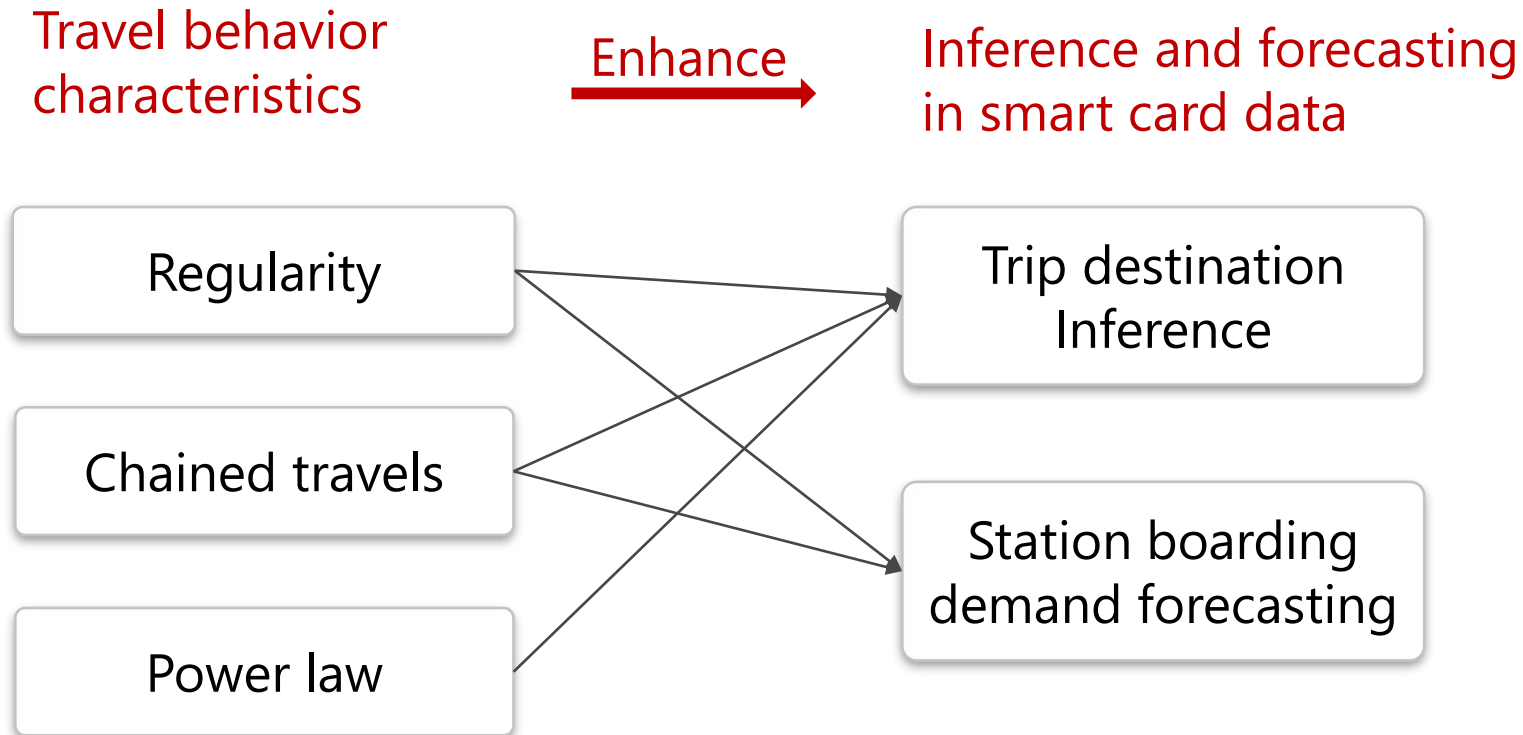 Travel behavior
characteristics
Enhance
Inference and forecasting
in smart card data
Regularity
Chained travels
Power law
Trip destination
Inference
Station boarding
demand forecasting